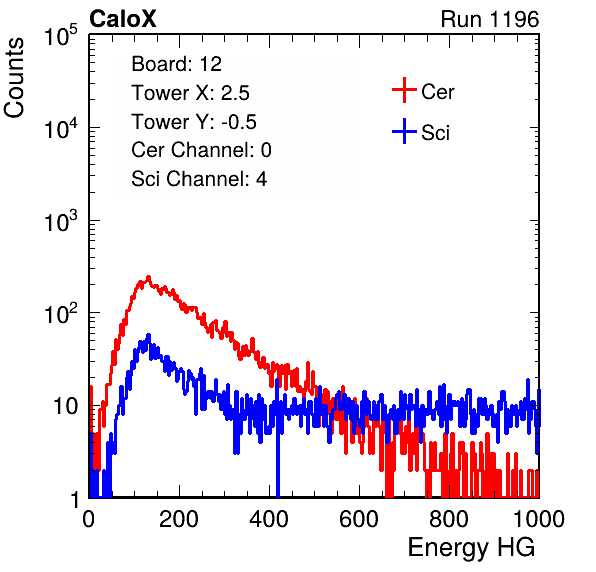 CaloX Run 1196
Counts
Board: 12
Tower X: 2.5
Tower Y: -0.5
Cer Channel: 0
Sci Channel: 4
Cer
Sci
10^5
10^4
10^3
10^2
10
1
0 200 400 600 800 1000
Energy HG